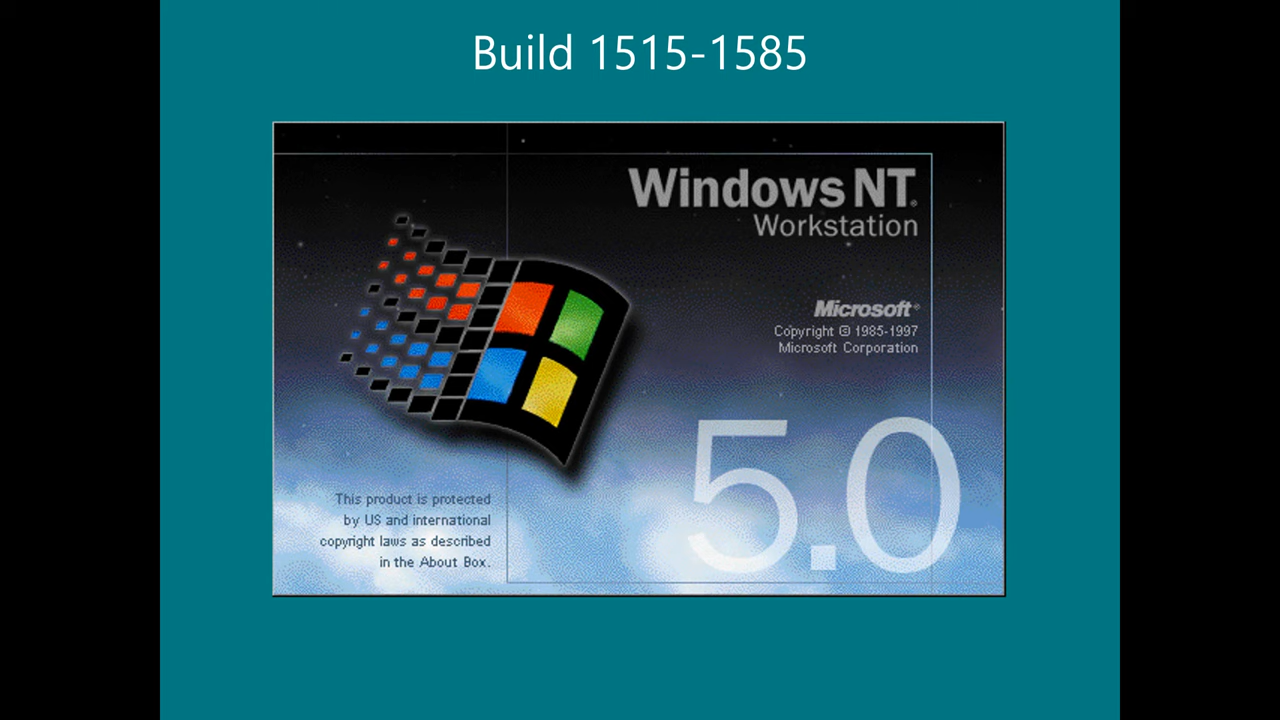 Build 1515-1585
Windows NT®
Workstation
Microsoft®
Copyright © 1985-1997
Microsoft Corporation
5.0
This product is protected
by US and international
copyright laws as described
in the About Box.